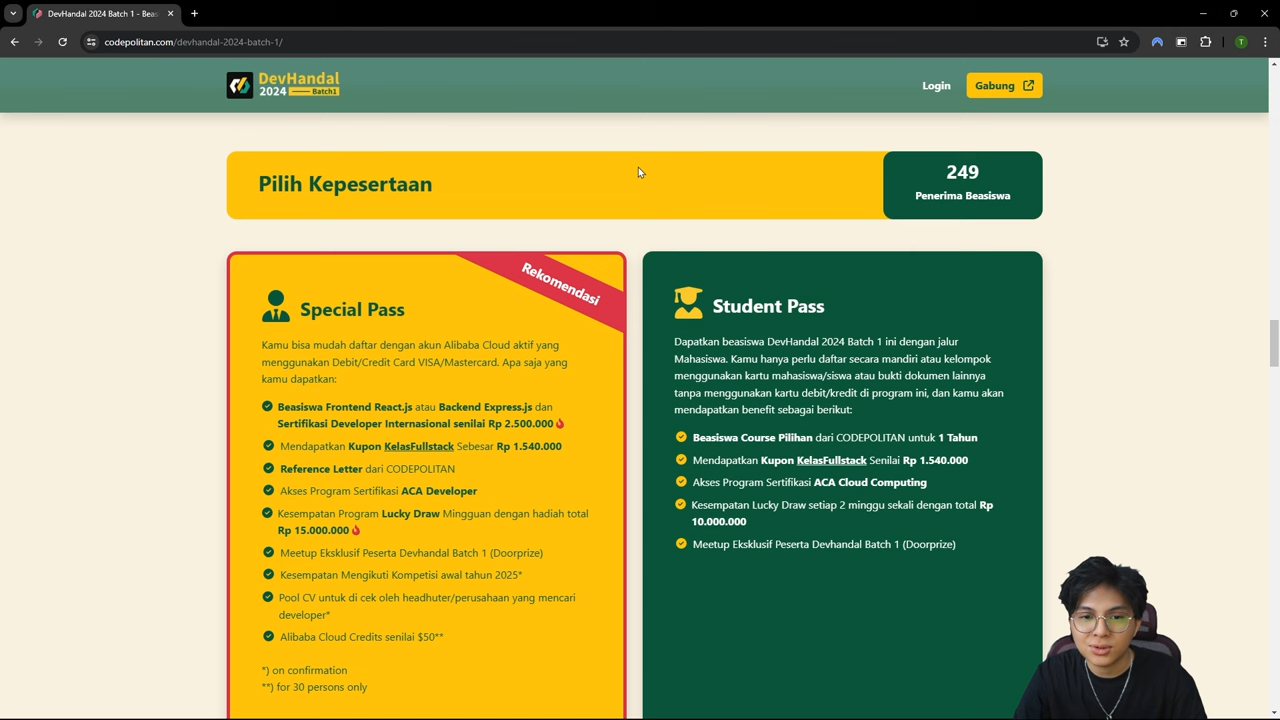 DevHandal 2024 Batch 1 - Beas
codepolitan.com/devhandal-2024-batch-1/
T
DevHandal
2024 Batch1
Login
Gabung
Pilih Kepesertaan
249
Penerima Beasiswa
Rekomendasi
Special Pass
Kamu bisa mudah daftar dengan akun Alibaba Cloud aktif yang
menggunakan Debit/Credit Card VISA/Mastercard. Apa saja yang
kamu dapatkan:
Beasiswa Frontend React.js atau Backend Express.js dan
Sertifikasi Developer Internasional senilai Rp 2.500.000
Mendapatkan Kupon KelasFullstack Sebesar Rp 1.540.000
Reference Letter dari CODEPOLITAN
Akses Program Sertifikasi ACA Developer
Kesempatan Program Lucky Draw Mingguan dengan hadiah total
Rp 15.000.000
Meetup Eksklusif Peserta Devhandal Batch 1 (Doorprize)
Kesempatan Mengikuti Kompetisi awal tahun 2025*
Pool CV untuk di cek oleh headhuter/perusahaan yang mencari
developer*
Alibaba Cloud Credits senilai $50**
*) on confirmation
**) for 30 persons only
Student Pass
Dapatkan beasiswa DevHandal 2024 Batch 1 ini dengan jalur
Mahasiswa. Kamu hanya perlu daftar secara mandiri atau kelompok
menggunakan kartu mahasiswa/siswa atau bukti dokumen lainnya
tanpa menggunakan kartu debit/kredit di program ini, dan kamu akan
mendapatkan benefit sebagai berikut:
Beasiswa Course Pilihan dari CODEPOLITAN untuk 1 Tahun
Mendapatkan Kupon KelasFullstack Senilai Rp 1.540.000
Akses Program Sertifikasi ACA Cloud Computing
Kesempatan Lucky Draw setiap 2 minggu sekali dengan total Rp
10.000.000
Meetup Eksklusif Peserta Devhandal Batch 1 (Doorprize)